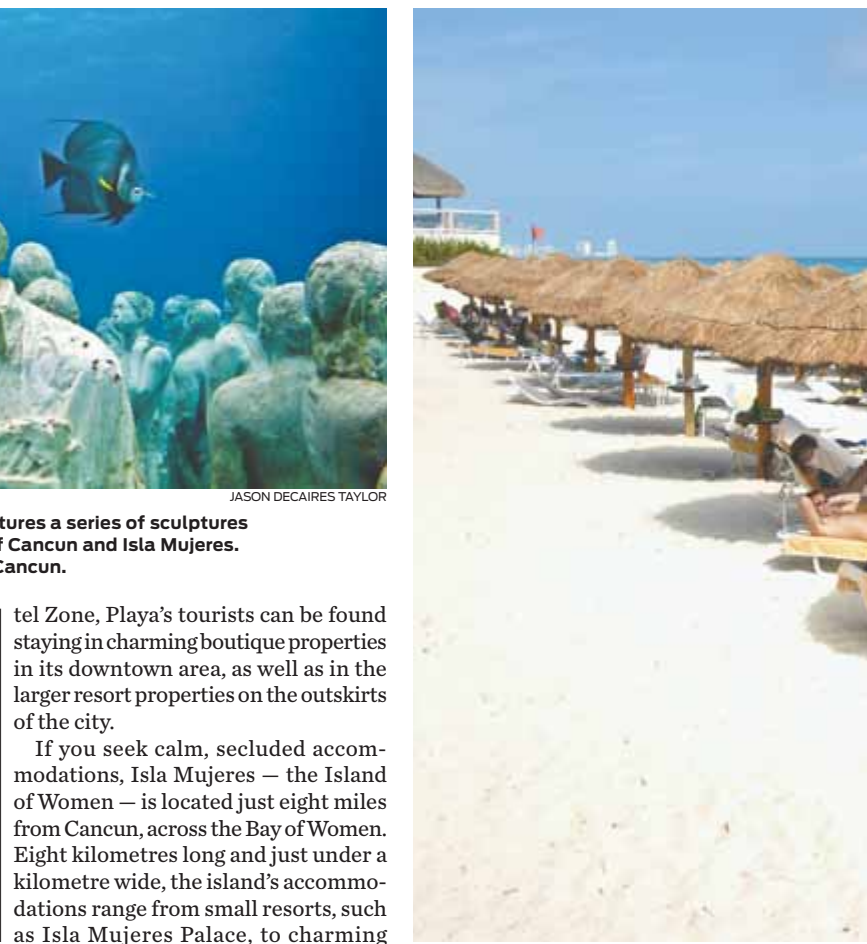 JASON DECAIRES TAYLOR
tures a series of sculptures
f Cancun and Isla Mujeres.
Cancun.
tel Zone, Playa's tourists can be found
staying in charming boutique properties
in its downtown area, as well as in the
larger resort properties on the outskirts
of the city.
If you seek calm, secluded accom-
modations, Isla Mujeres — the Island
of Women — is located just eight miles
from Cancun, across the Bay of Women.
Eight kilometres long and just under a
kilometre wide, the island's accommo-
dations range from small resorts, such
as Isla Mujeres Palace, to charming